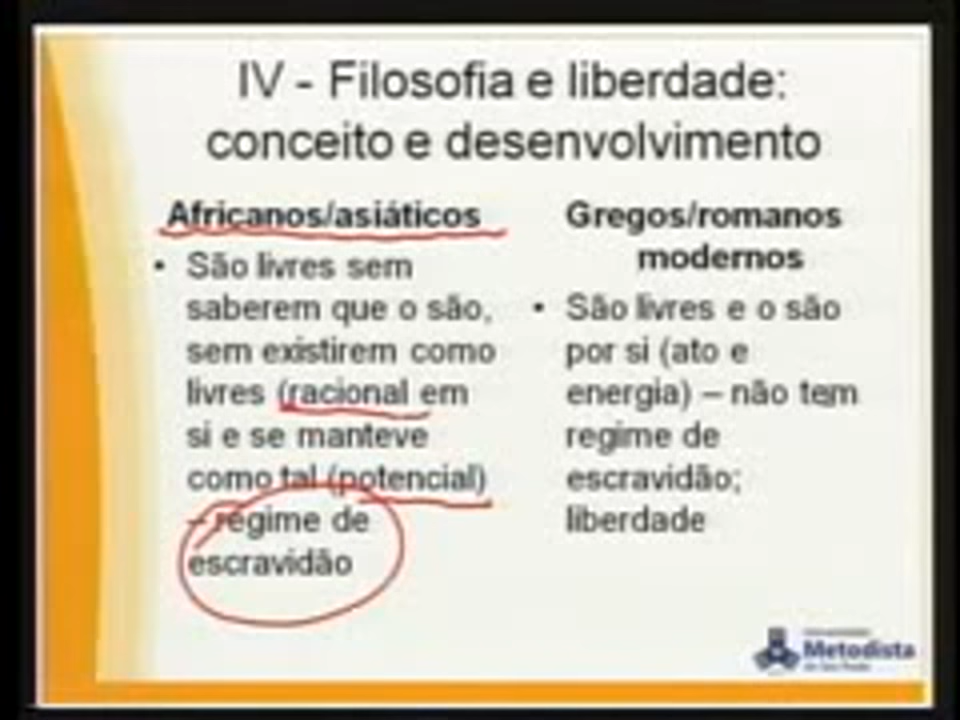 IV - Filosofia e liberdade:
conceito e desenvolvimento
Africanos/asiáticos
• São livres sem
saberem que o são,
sem existirem como
livres (racional em
si e se manteve
como tal (potencial)
– regime de
escravidão
Gregos/romanos
modernos
• São livres e o são
por si (ato e
energia) – não tem
regime de
escravidão;
liberdade
Metodista